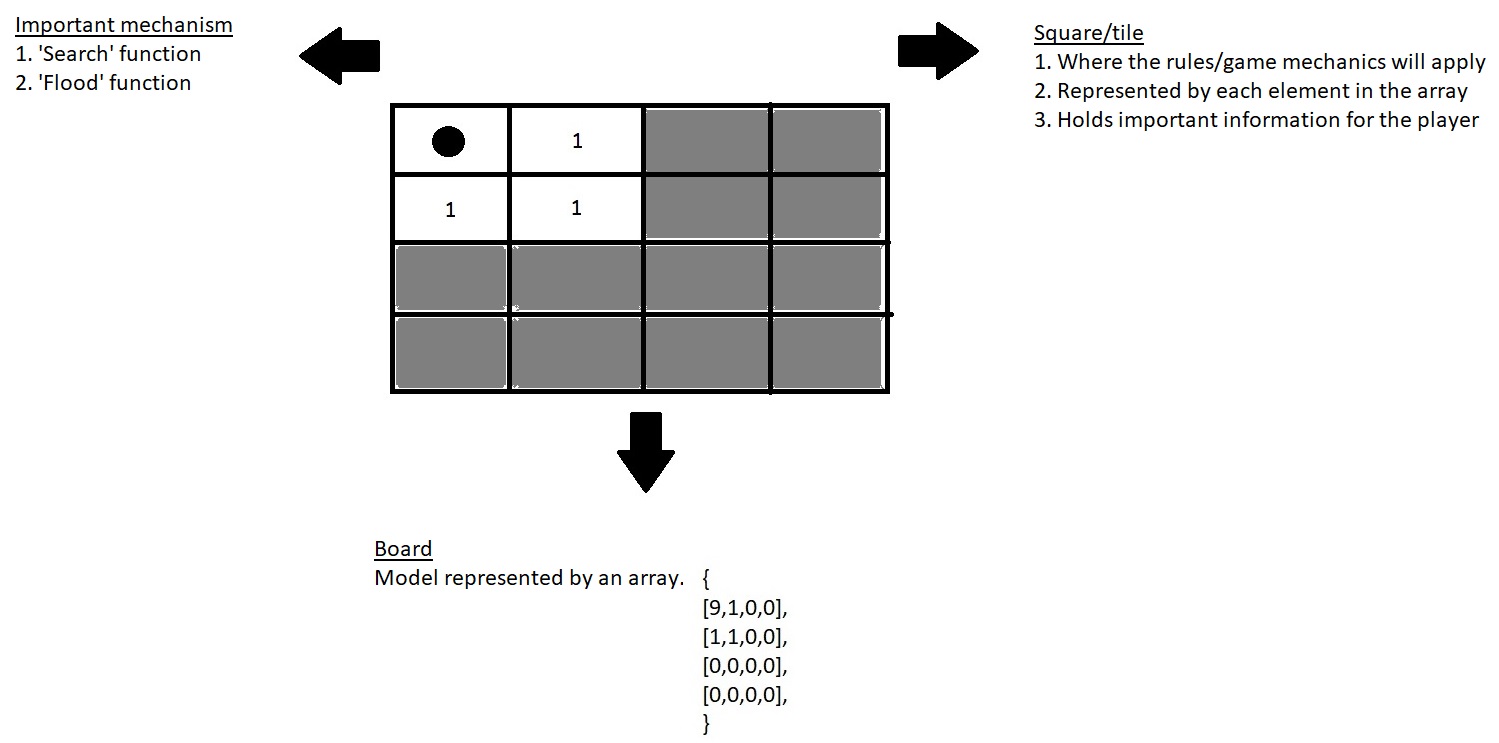 Important mechanism
1. 'Search' function
2. 'Flood' function
Square/tile
1. Where the rules/game mechanics will apply
2. Represented by each element in the array
3. Holds important information for the player
1
1 1
Board
Model represented by an array. {
[9,1,0,0],
[1,1,0,0],
[0,0,0,0],
[0,0,0,0],
}